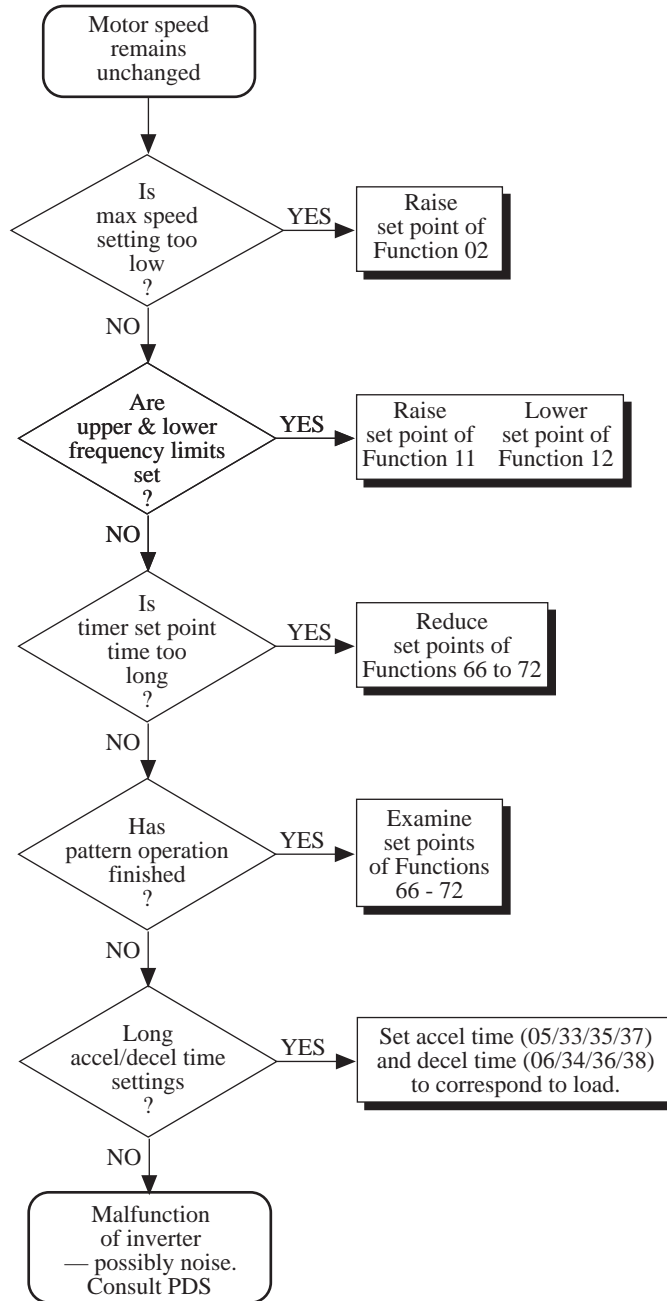 Motor speed
remains
unchanged
Is
max speed
setting too
low
?
YES
Raise
set point of
Function 02
NO
Are
upper & lower
frequency limits
set
?
YES
Raise
set point of
Function 11
Lower
set point of
Function 12
NO
Is
timer set point
time too
long
?
YES
Reduce
set points of
Functions 66 to 72
NO
Has
pattern operation
finished
?
YES
Examine
set points
of Functions
66 - 72
NO
Long
accel/decel time
settings
?
YES
Set accel time (05/33/35/37)
and decel time (06/34/36/38)
to correspond to load.
NO
Malfunction
of inverter
— possibly noise.
Consult PDS